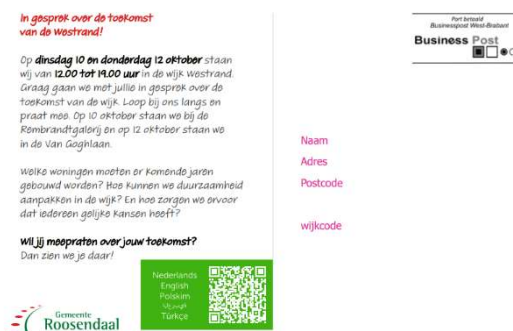 In gesprek over de toekomst
van de Westrand!
Op dinsdag 10 en donderdag 12 oktober staan
wij van 12.00 tot 19.00 uur in de wijk Westrand.
Graag gaan we met jullie in gesprek over de
toekomst van de wijk. Loop bij ons langs en
praat mee. Op 10 oktober staan we bij de
Rembrandtgalerij en op 12 oktober staan we
in de Van Goghlaan.
Welke woningen moeten er komende jaren
gebouwd worden? Hoe kunnen we duurzaamheid
aanpakken in de wijk? En hoe zorgen we ervoor
dat iedereen gelijke kansen heeft?
Wil jij meepraten over jouw toekomst?
Dan zien we je daar!
Nederlands
English
Polskim
Türkçe
Gemeente
Roosendaal
Port betaald
Businesspost West-Brabant
Business Post
Naam
Adres
Postcode
wijkcode